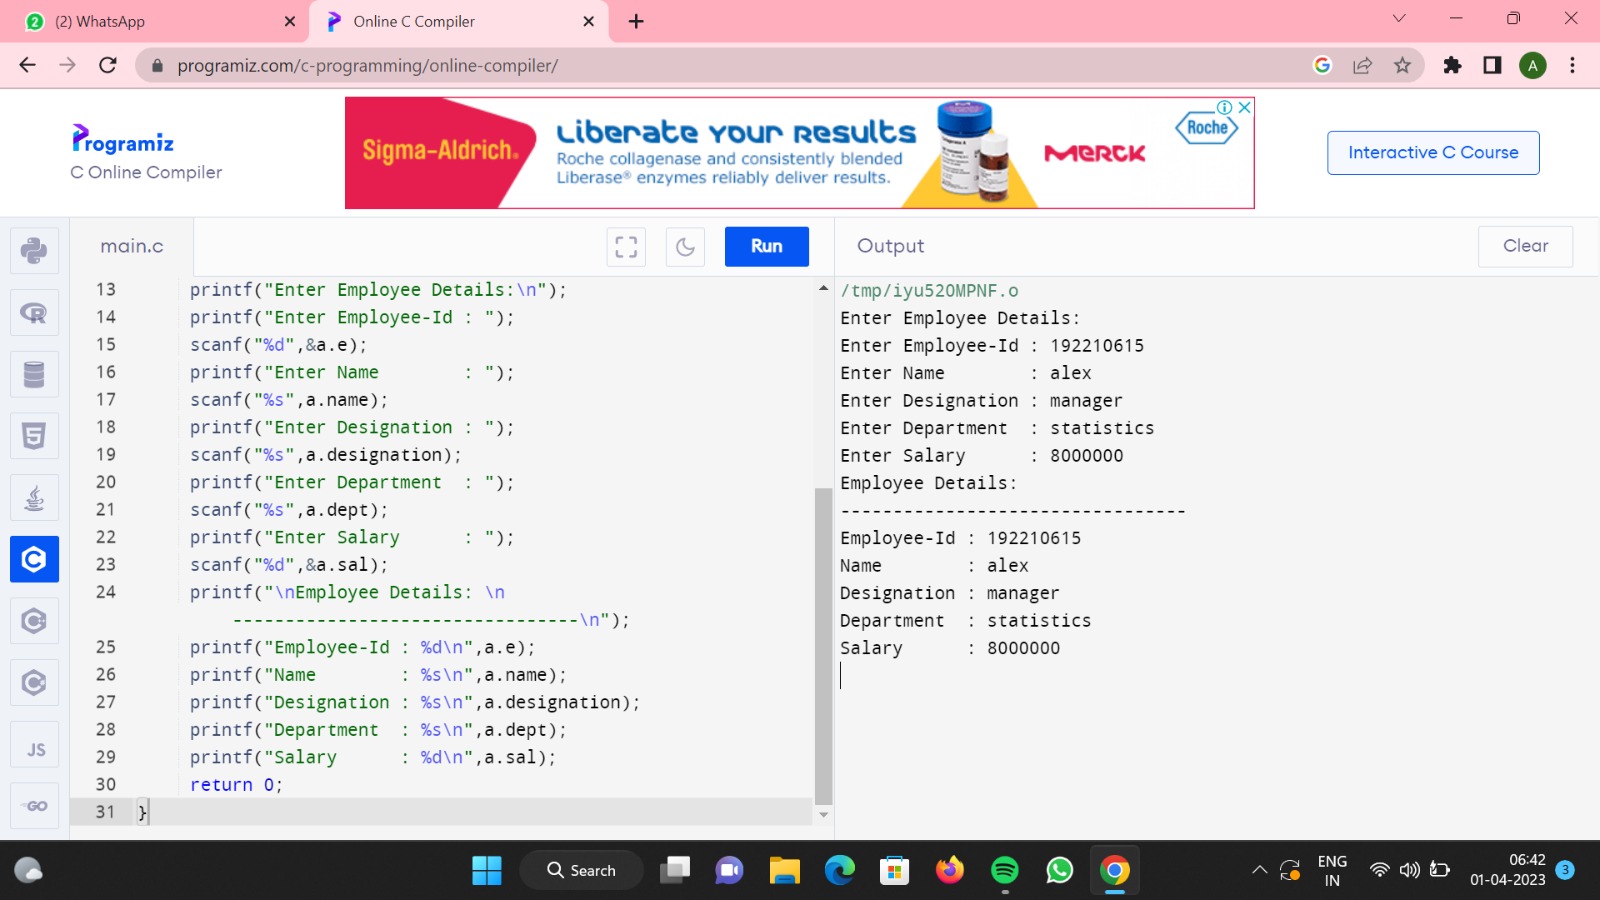 (2) WhatsApp
Online C Compiler
programiz.com/c-programming/online-compiler/
A
Programiz
C Online Compiler
Sigma-Aldrich.
Liberate Your Results
Roche collagenase and consistently blended
Liberase® enzymes reliably deliver results.
Merck
Roche
Interactive C Course
main.c
Run
Output
Clear
13 printf("Enter Employee Details:\n");
14 printf("Enter Employee-Id : ");
15 scanf("%d",&a.e);
16 printf("Enter Name        : ");
17 scanf("%s",a.name);
18 printf("Enter Designation : ");
19 scanf("%s",a.designation);
20 printf("Enter Department  : ");
21 scanf("%s",a.dept);
22 printf("Enter Salary      : ");
23 scanf("%d",&a.sal);
24 printf("\nEmployee Details: \n
---------------------------------\n");
25 printf("Employee-Id : %d\n",a.e);
26 printf("Name        : %s\n",a.name);
27 printf("Designation : %s\n",a.designation);
28 printf("Department  : %s\n",a.dept);
29 printf("Salary      : %d\n",a.sal);
30 return 0;
31 }
/tmp/iyu520MPNF.o
Enter Employee Details:
Enter Employee-Id : 192210615
Enter Name        : alex
Enter Designation : manager
Enter Department  : statistics
Enter Salary      : 8000000
Employee Details:
---------------------------------
Employee-Id : 192210615
Name        : alex
Designation : manager
Department  : statistics
Salary      : 8000000
JS
GO
Search
ENG
IN
06:42
01-04-2023
3